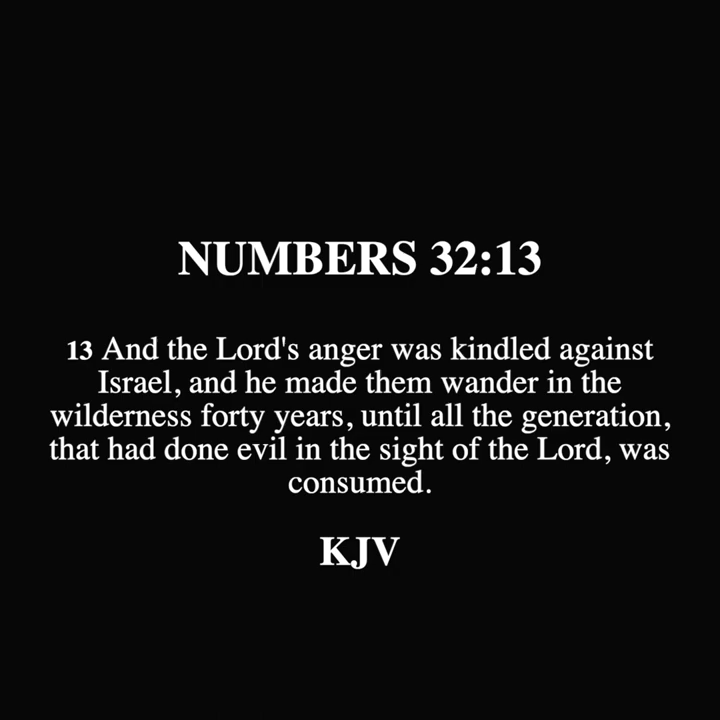 NUMBERS 32:13
13 And the Lord's anger was kindled against
Israel, and he made them wander in the
wilderness forty years, until all the generation,
that had done evil in the sight of the Lord, was
consumed.
KJV